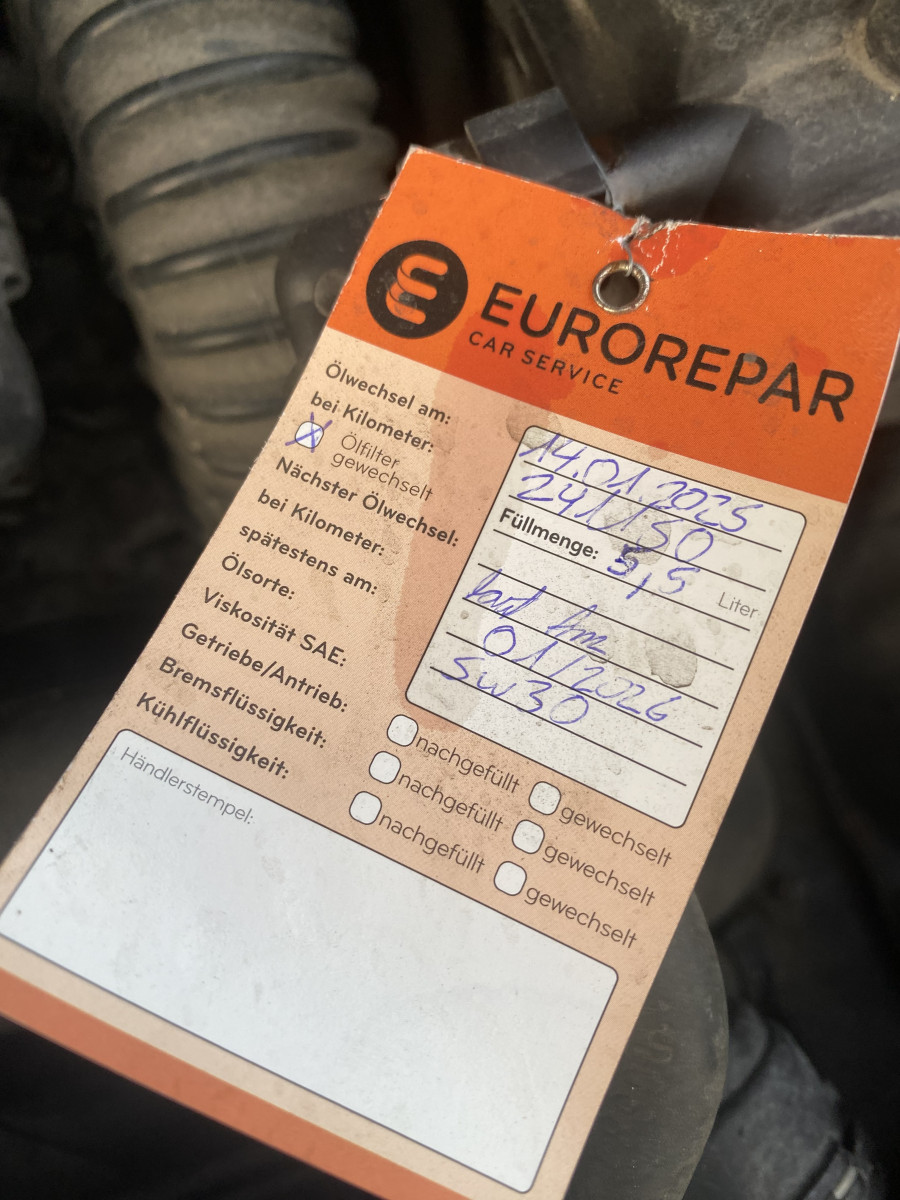 EUROREPAR
CAR SERVICE
Ölwechsel am: 14.01.2025
bei Kilometer: 241150
X Ölfilter gewechselt
Füllmenge: 5,5 Liter
Nächster Ölwechsel:
bei Kilometer:
spätestens am: 01/2026
Ölsorte: 5w30
Viskosität SAE:
Getriebe/Antrieb: nachgefüllt gewechselt
Bremsflüssigkeit: nachgefüllt gewechselt
Kühlflüssigkeit: nachgefüllt gewechselt
Händlerstempel: